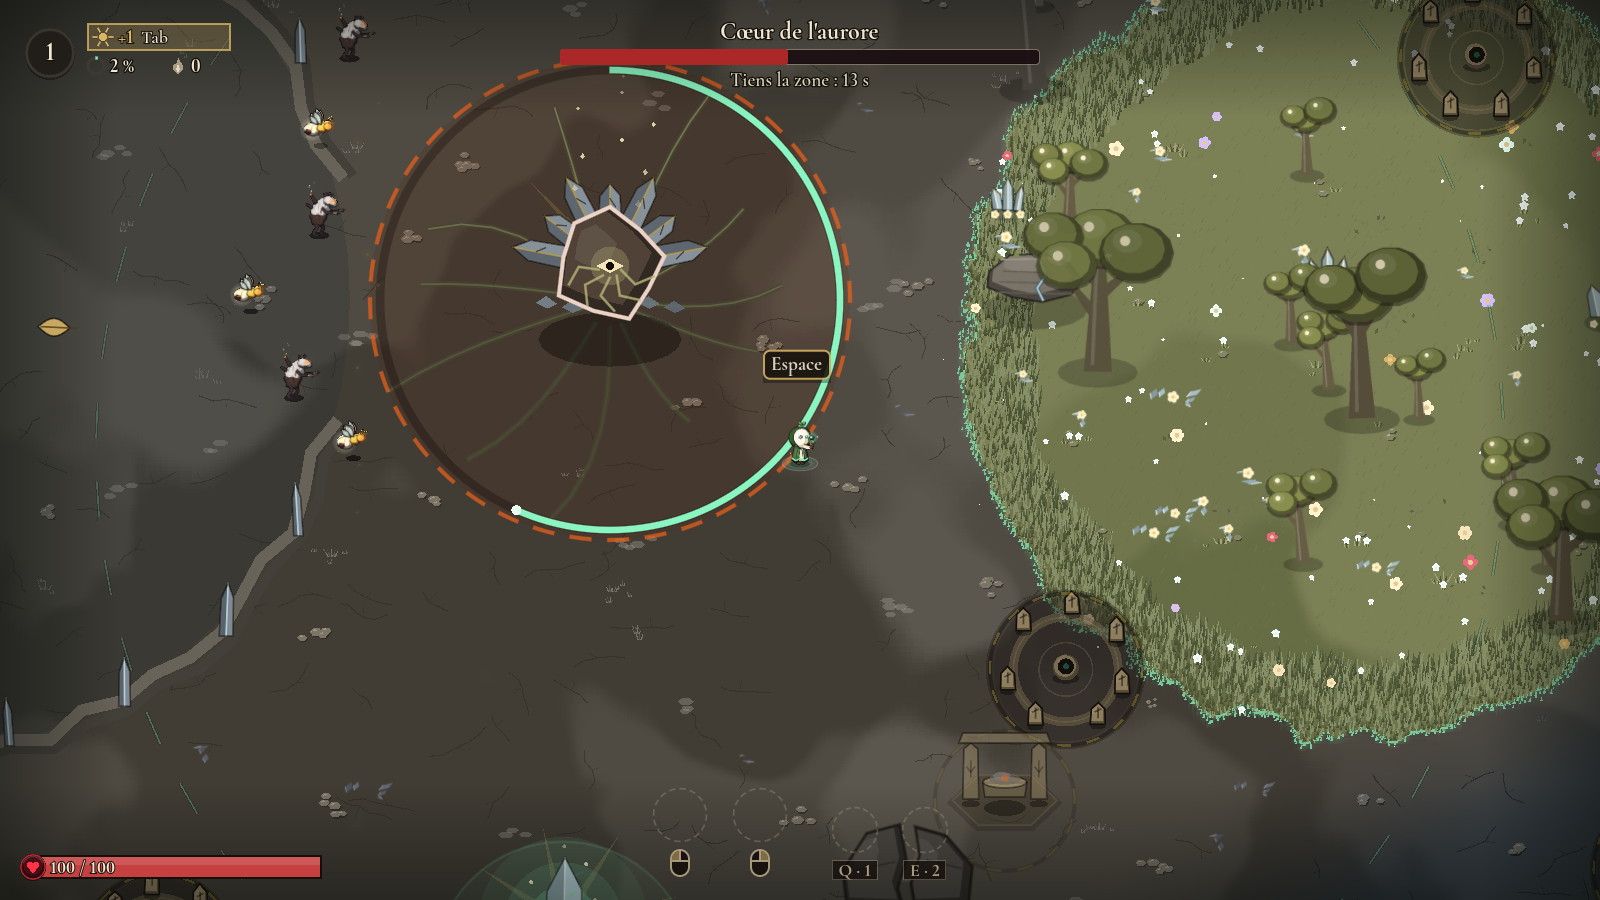 Cœur de l'aurore
1
+1 Tab
2 %
0
Tiens la zone : 13 s
Espace
100 / 100
Q · 1
E · 2